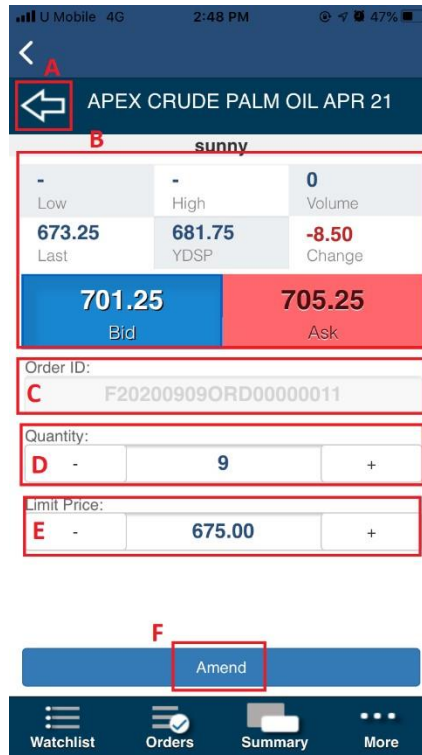 U Mobile 4G 2:48 PM 47%
A
APEX CRUDE PALM OIL APR 21
B
sunny
- - 0
Low High Volume
673.25 681.75 -8.50
Last YDSP Change
701.25 705.25
Bid Ask
Order ID:
C F20200909ORD00000011
Quantity:
D - 9 +
Limit Price:
E - 675.00 +
F
Amend
Watchlist Orders Summary More